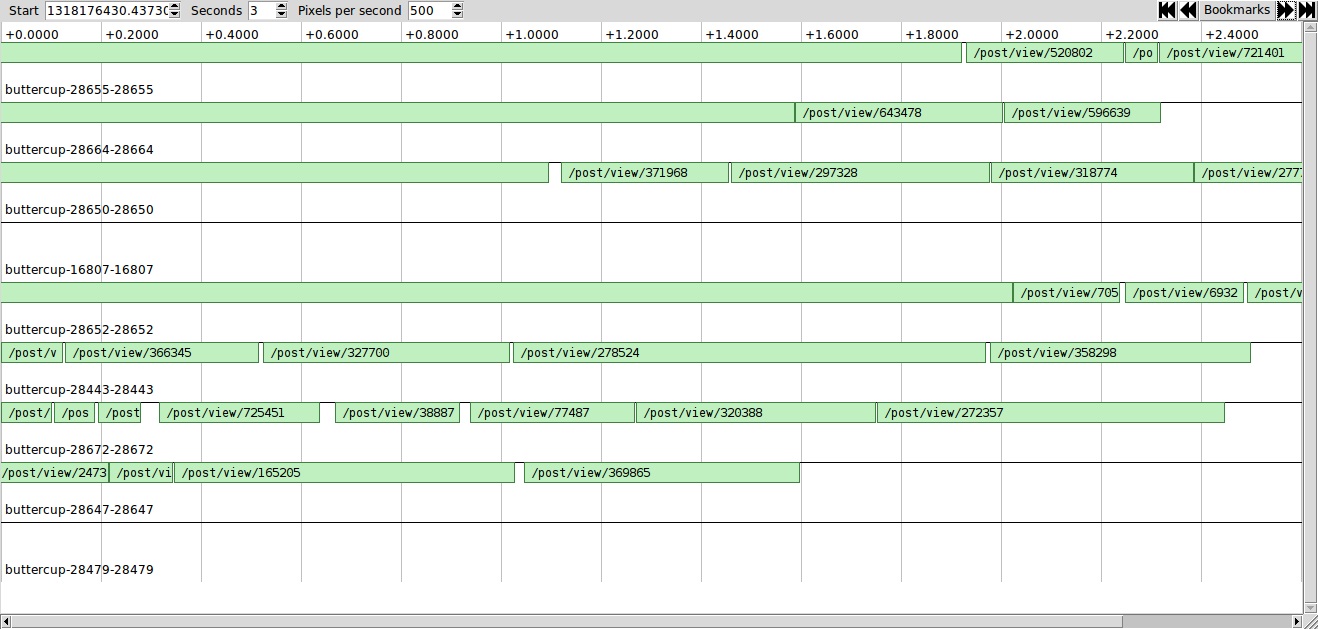 Start 1318176430.4373 Seconds 3 Pixels per second 500 Bookmarks
+0.0000 +0.2000 +0.4000 +0.6000 +0.8000 +1.0000 +1.2000 +1.4000 +1.6000 +1.8000 +2.0000 +2.2000 +2.4000
/post/view/520802 /po /post/view/721401
buttercup-28655-28655
/post/view/643478 /post/view/596639
buttercup-28664-28664
/post/view/371968 /post/view/297328 /post/view/318774 /post/view/277
buttercup-28650-28650
buttercup-16807-16807
/post/view/705 /post/view/6932 /post/v
buttercup-28652-28652
/post/v /post/view/366345 /post/view/327700 /post/view/278524 /post/view/358298
buttercup-28443-28443
/post/ /pos /post /post/view/725451 /post/view/38887 /post/view/77487 /post/view/320388 /post/view/272357
buttercup-28672-28672
/post/view/2473 /post/vi /post/view/165205 /post/view/369865
buttercup-28647-28647
buttercup-28479-28479